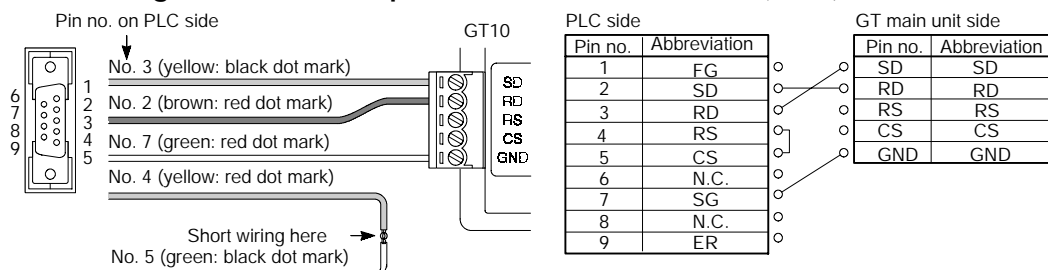 Pin no. on PLC side
GT10
No. 3 (yellow: black dot mark)
No. 2 (brown: red dot mark)
No. 7 (green: red dot mark)
No. 4 (yellow: red dot mark)
Short wiring here
No. 5 (green: black dot mark)
6
7
8
9
1
2
3
4
5
SD
RD
RS
CS
GND
PLC side
Pin no. Abbreviation
1 FG
2 SD
3 RD
4 RS
5 CS
6 N.C.
7 SG
8 N.C.
9 ER
GT main unit side
Pin no. Abbreviation
SD SD
RD RD
RS RS
CS CS
GND GND